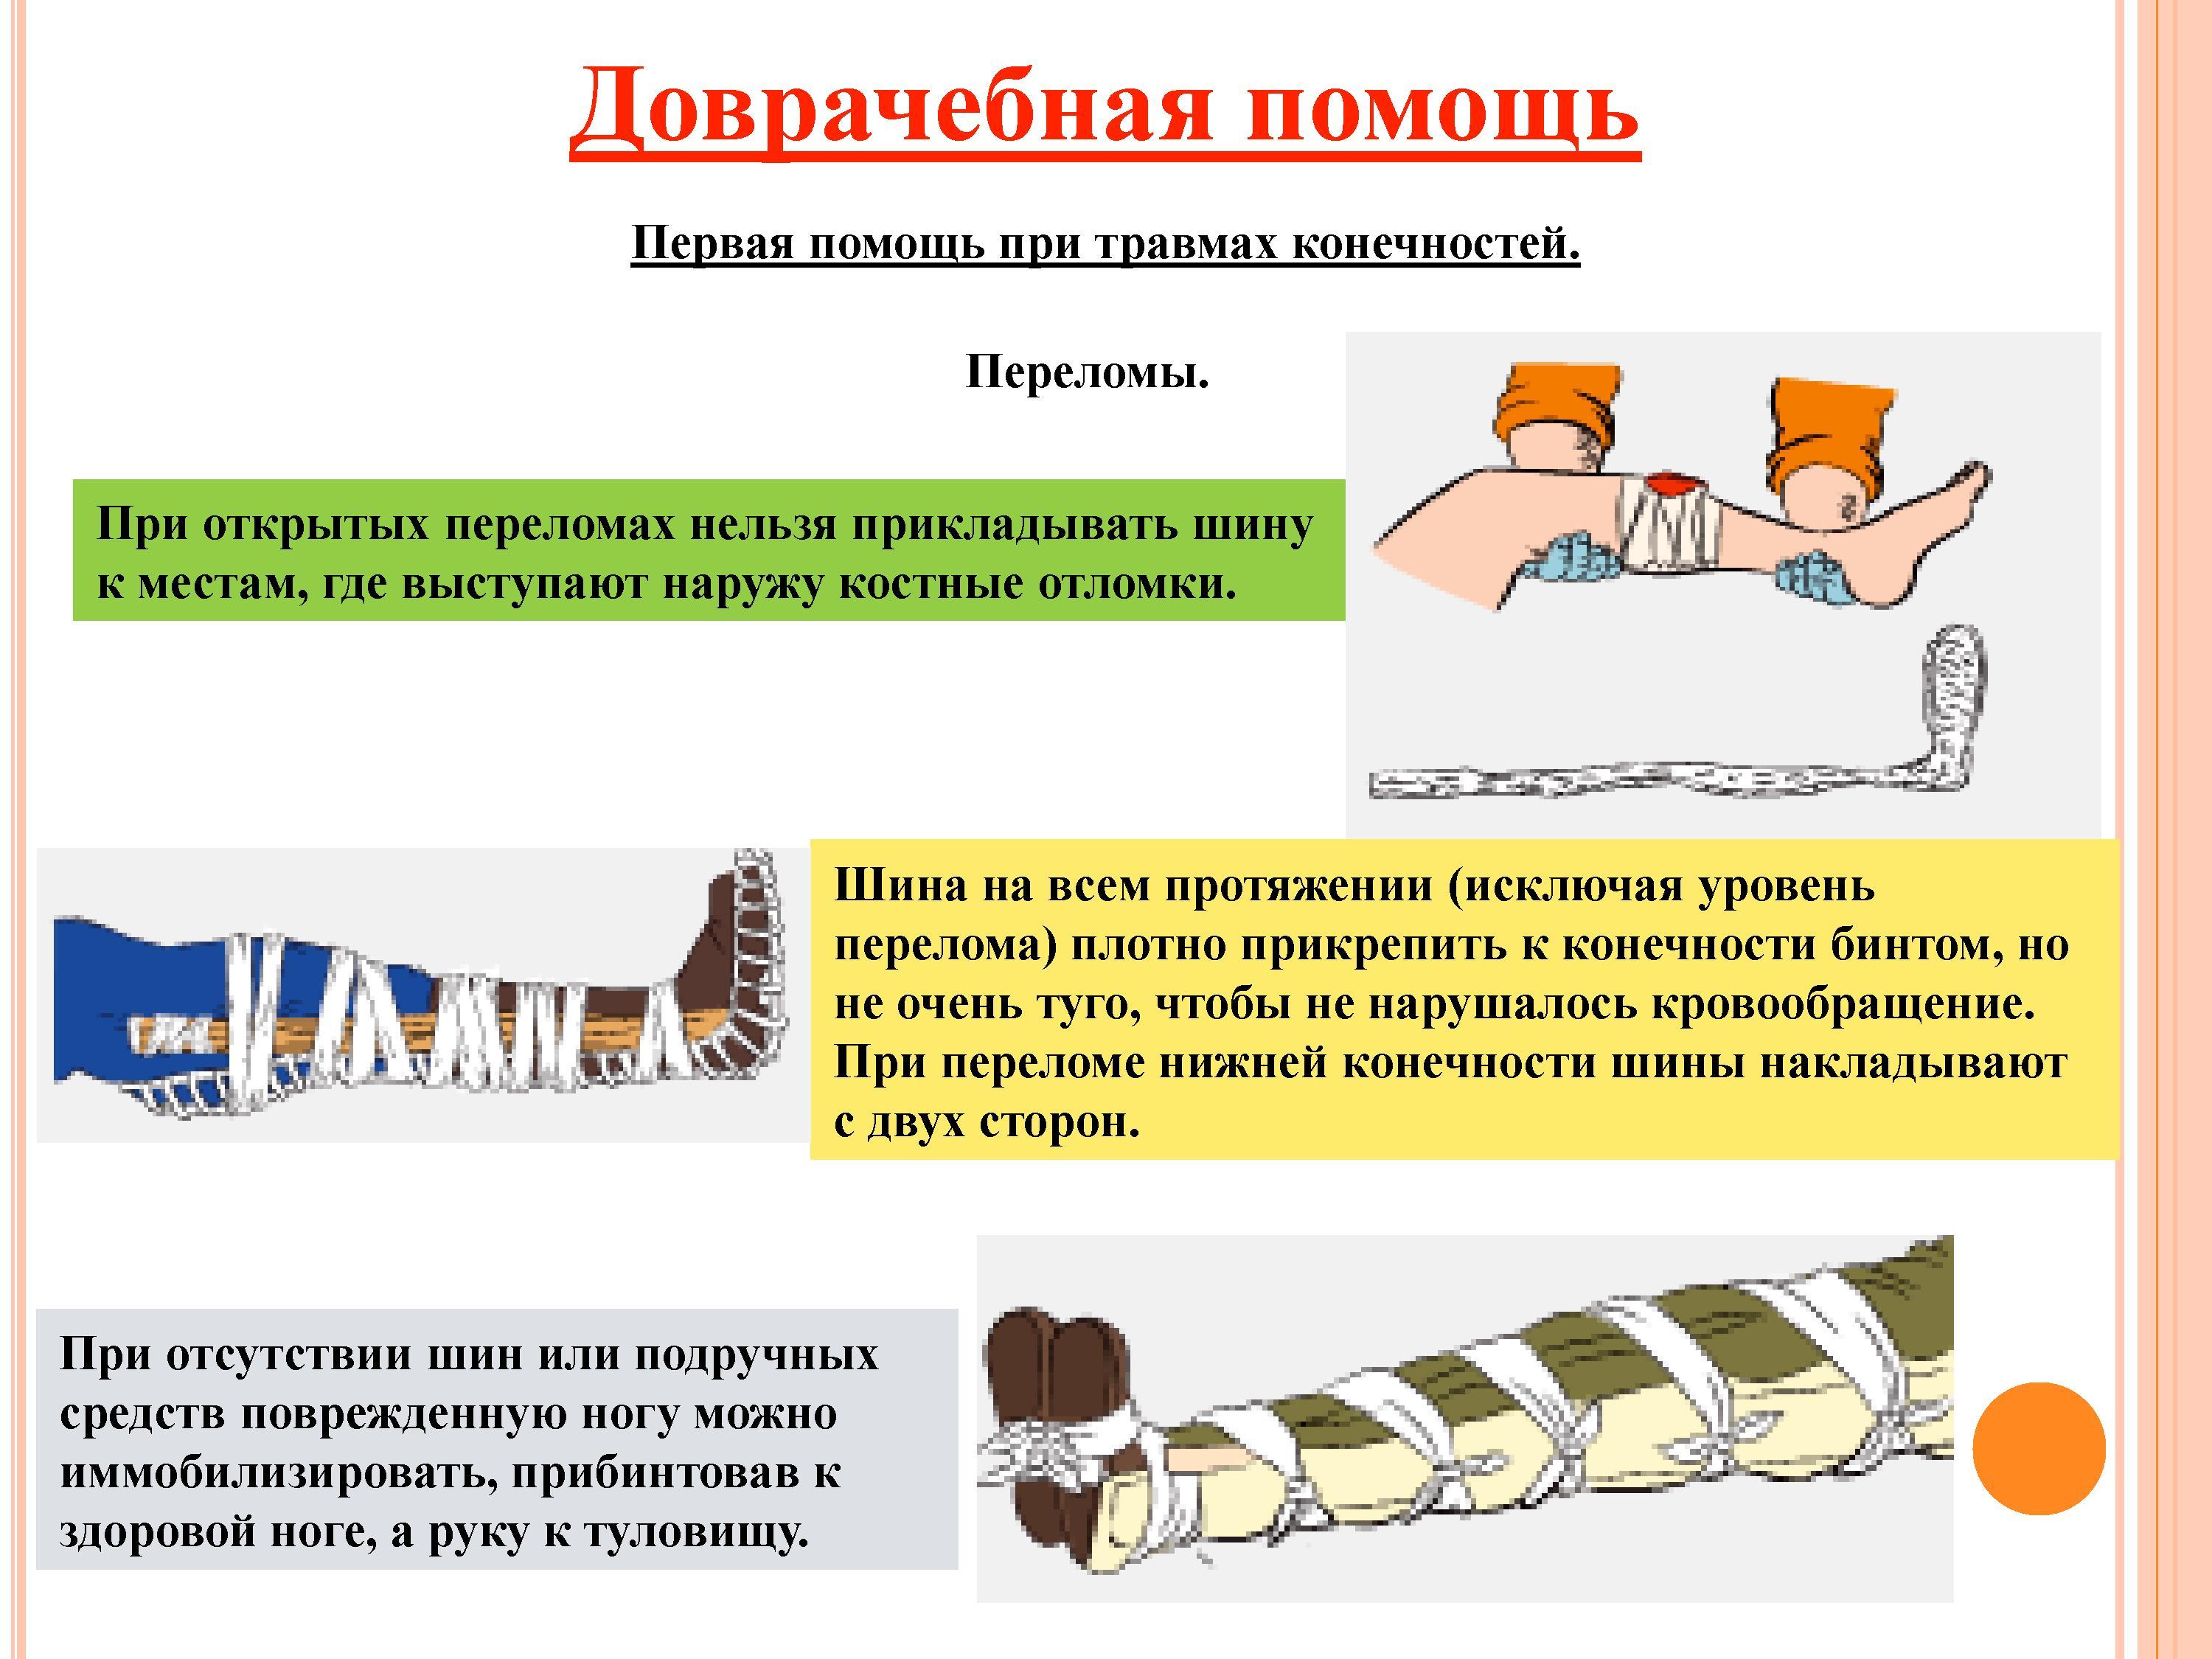 Доврачебная помощь
Первая помощь при травмах конечностей.
Переломы.
При открытых переломах нельзя прикладывать шину
к местам, где выступают наружу костные отломки.
Шина на всем протяжении (исключая уровень
перелома) плотно прикрепить к конечности бинтом, но
не очень туго, чтобы не нарушалось кровообращение.
При переломе нижней конечности шины накладывают
с двух сторон.
При отсутствии шин или подручных
средств поврежденную ногу можно
иммобилизировать, прибинтовав к
здоровой ноге, а руку к туловищу.